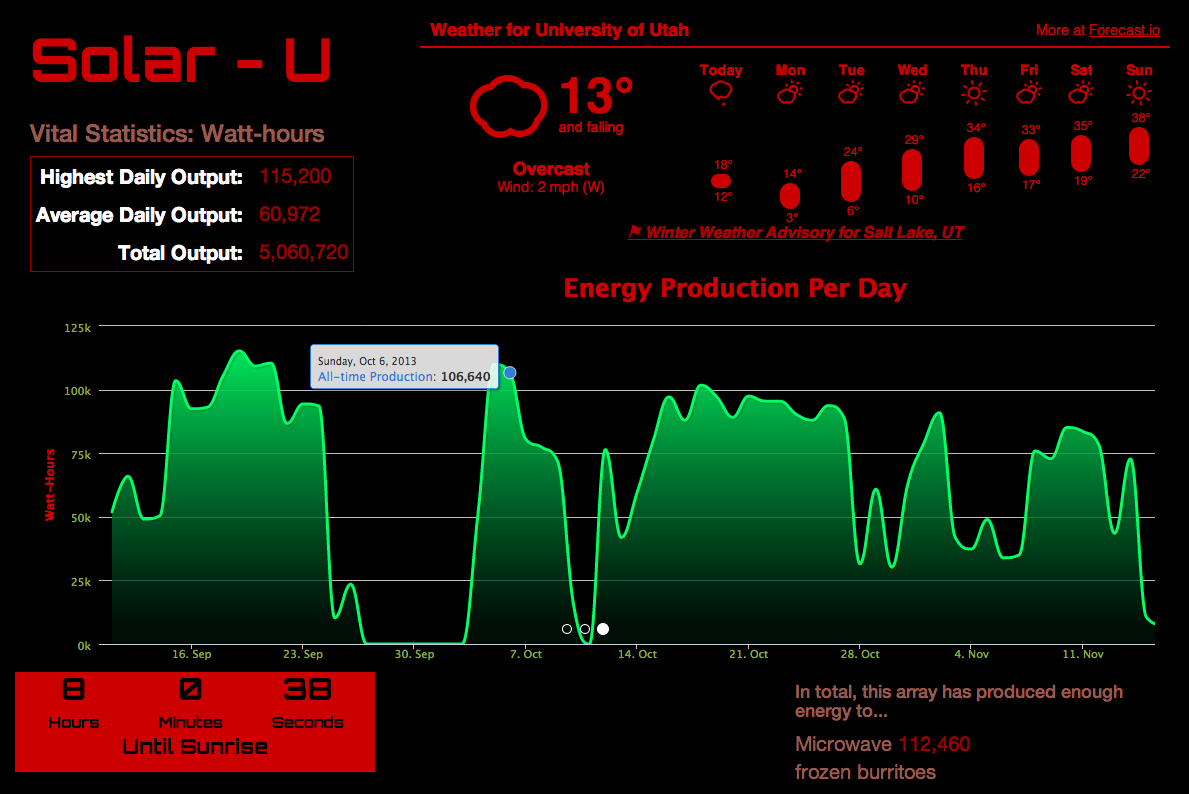 Solar - U
Vital Statistics: Watt-hours
Highest Daily Output: 115,200
Average Daily Output: 60,972
Total Output: 5,060,720
Weather for University of Utah
More at Forecast.io
13°
and falling
Overcast
Wind: 2 mph (W)
Today Mon Tue Wed Thu Fri Sat Sun
18° 14° 24° 29° 34° 33° 35° 38°
12° 3° 6° 10° 16° 17° 19° 22°
Winter Weather Advisory for Salt Lake, UT
Energy Production Per Day
Watt-Hours
125k
100k
75k
50k
25k
0k
Sunday, Oct 6, 2013
All-time Production: 106,640
16. Sep 23. Sep 30. Sep 7. Oct 14. Oct 21. Oct 28. Oct 4. Nov 11. Nov
8 0 38
Hours Minutes Seconds
Until Sunrise
In total, this array has produced enough
energy to...
Microwave 112,460
frozen burritoes